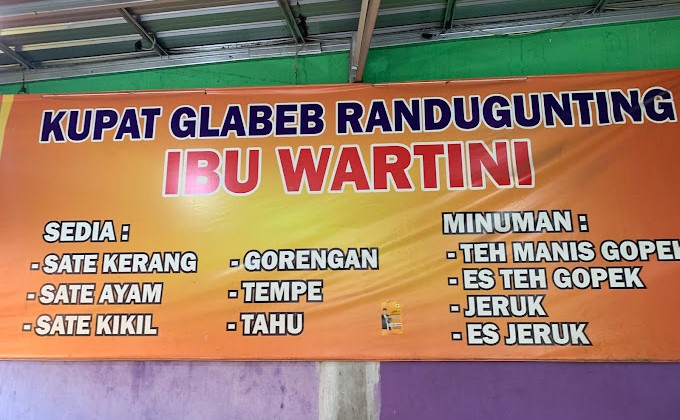 KUPAT GLABEB RANDUGUNTING
IBU WARTINI
SEDIA :
- SATE KERANG
- SATE AYAM
- SATE KIKIL
- GORENGAN
- TEMPE
- TAHU
MINUMAN :
- TEH MANIS GOPEK
- ES TEH GOPEK
- JERUK
- ES JERUK